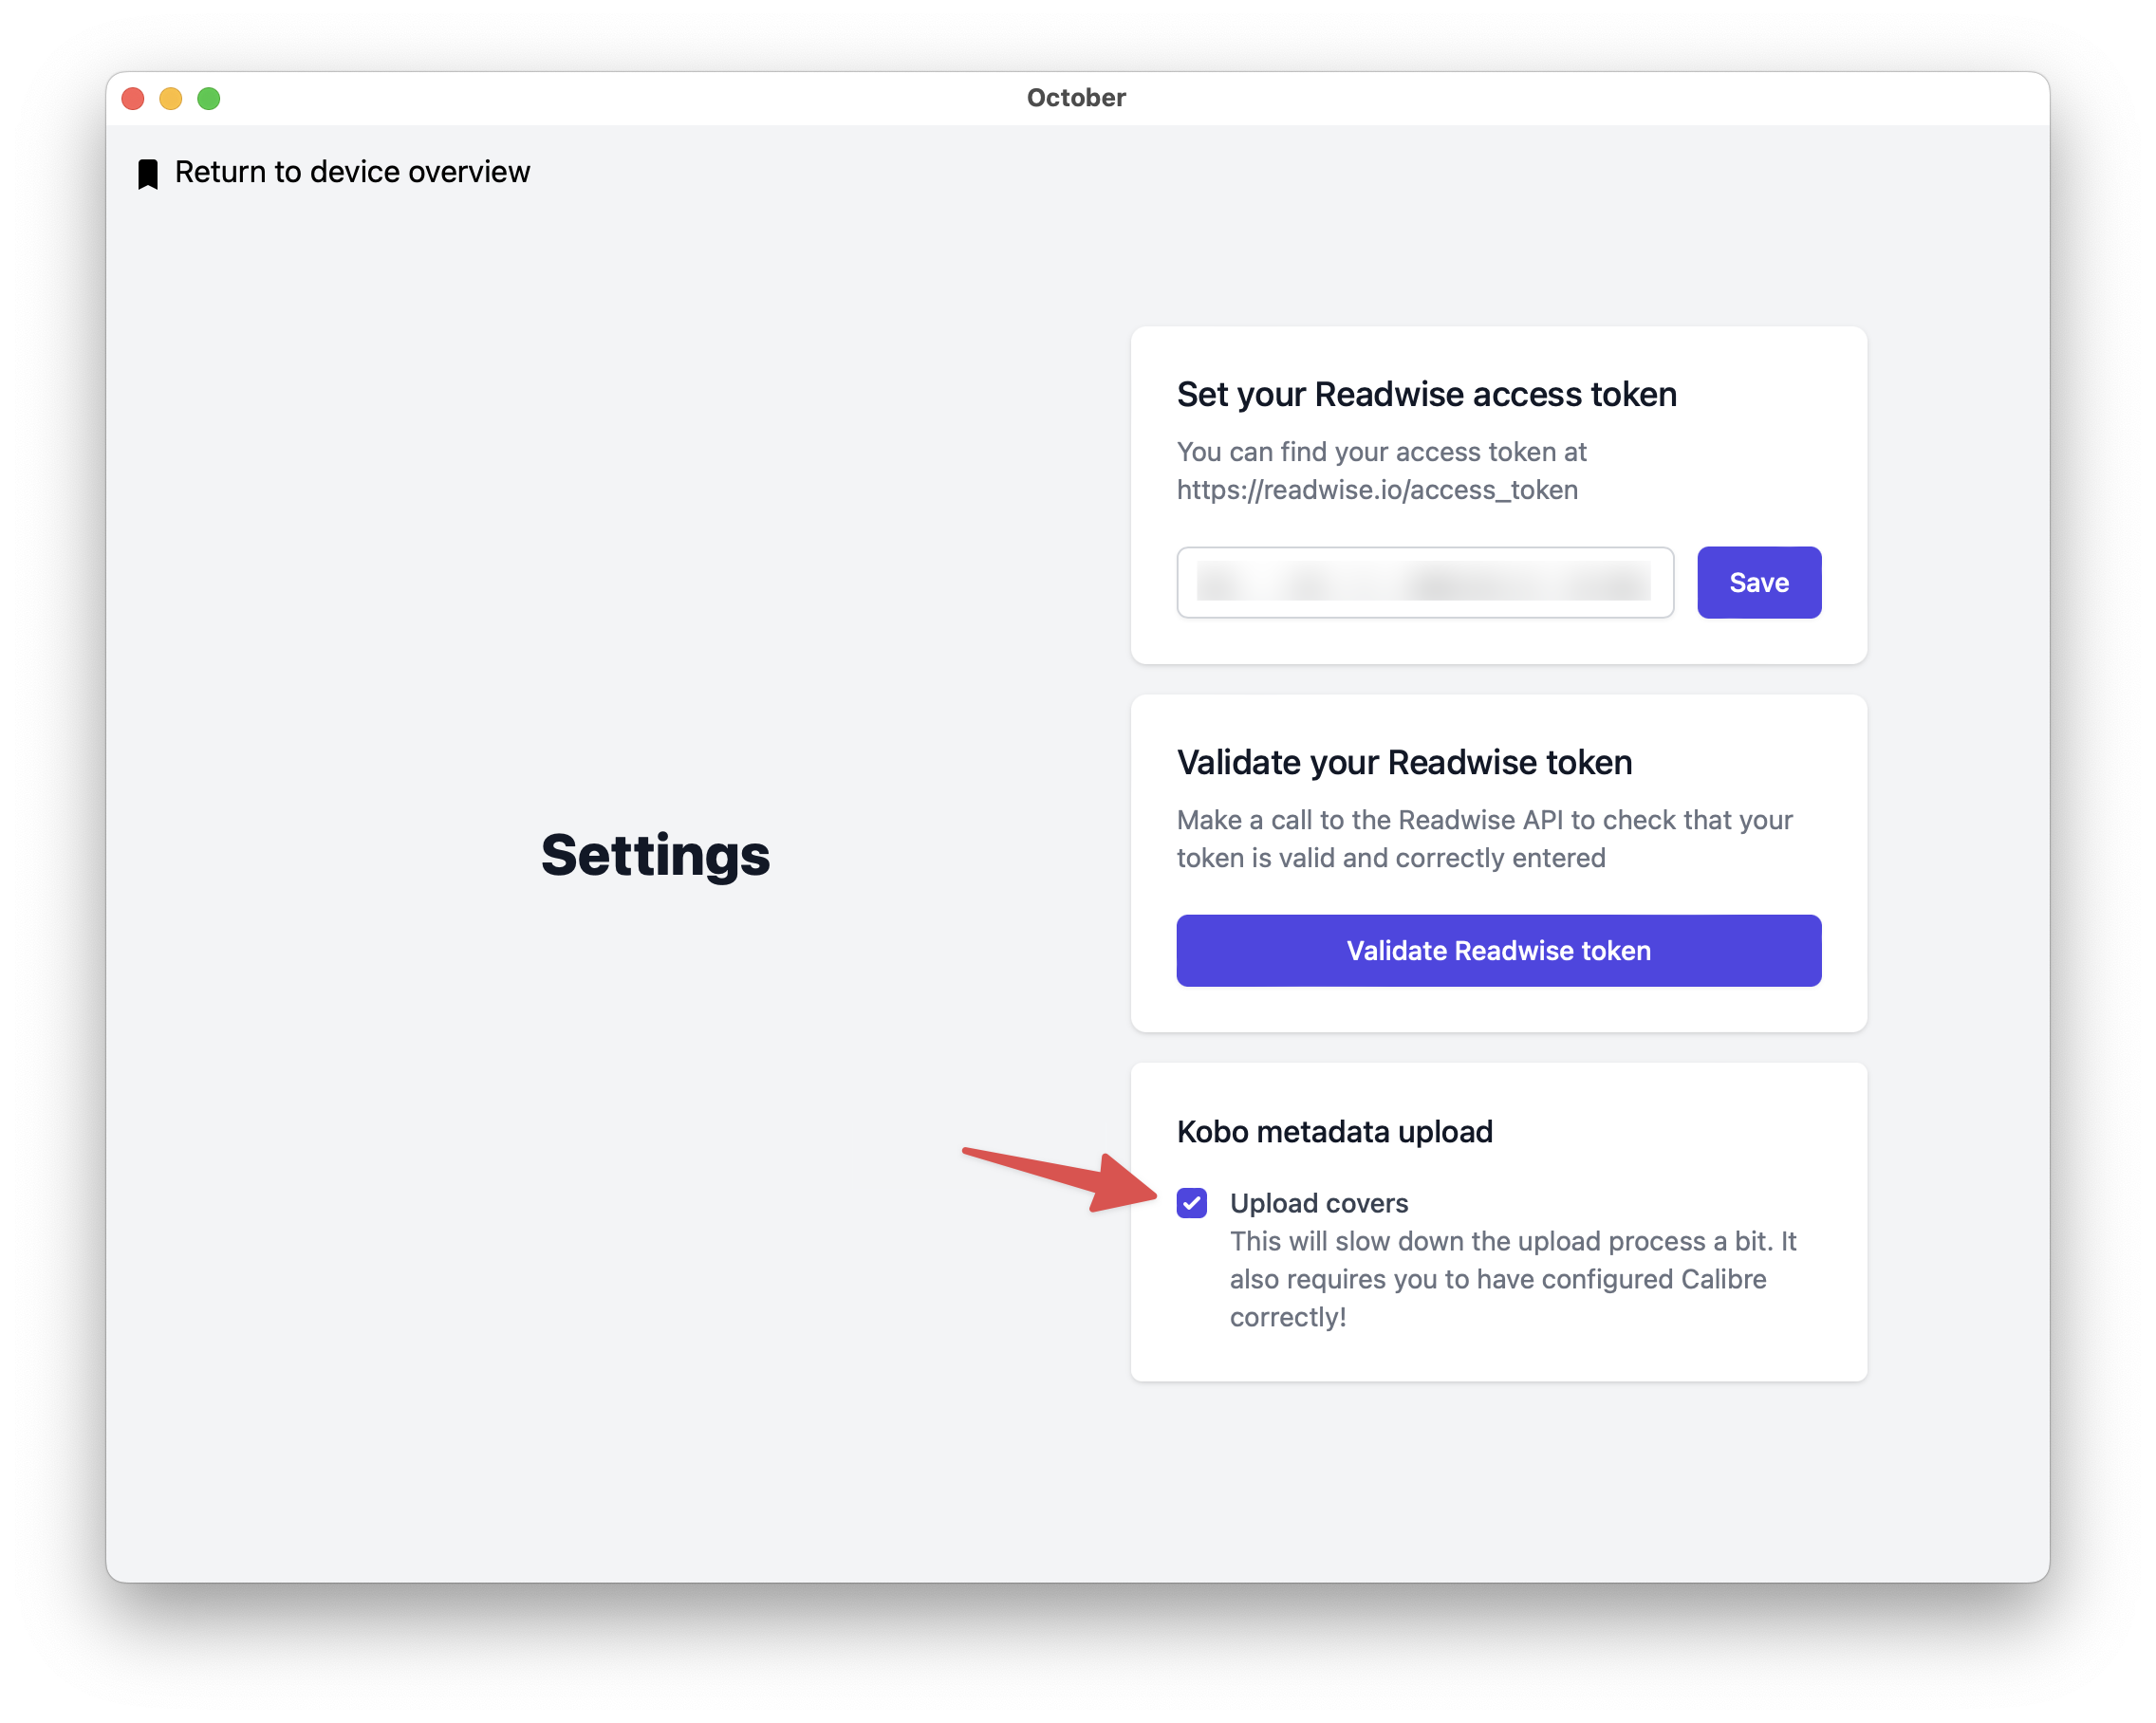 October
Return to device overview
Settings
Set your Readwise access token
You can find your access token at
https://readwise.io/access_token
Save
Validate your Readwise token
Make a call to the Readwise API to check that your
token is valid and correctly entered
Validate Readwise token
Kobo metadata upload
Upload covers
This will slow down the upload process a bit. It
also requires you to have configured Calibre
correctly!